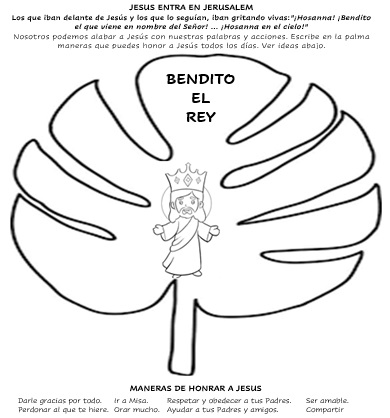 JESUS ENTRA EN JERUSALEM
Los que iban delante de Jesús y los que lo seguían, iban gritando vivas:"¡Hosanna! ¡Bendito
el que viene en nombre del Señor! ... ¡Hosanna en el cielo!"
Nosotros podemos alabar a Jesús con nuestras palabras y acciones. Escribe en la palma
maneras que puedes honor a Jesús todos los días. Ver ideas abajo.
BENDITO
EL
REY
MANERAS DE HONRAR A JESUS
Darle gracias por todo. Ir a Misa. Respetar y obedecer a tus Padres. Ser amable.
Perdonar al que te hiere. Orar mucho. Ayudar a tus Padres y amigos. Compartir